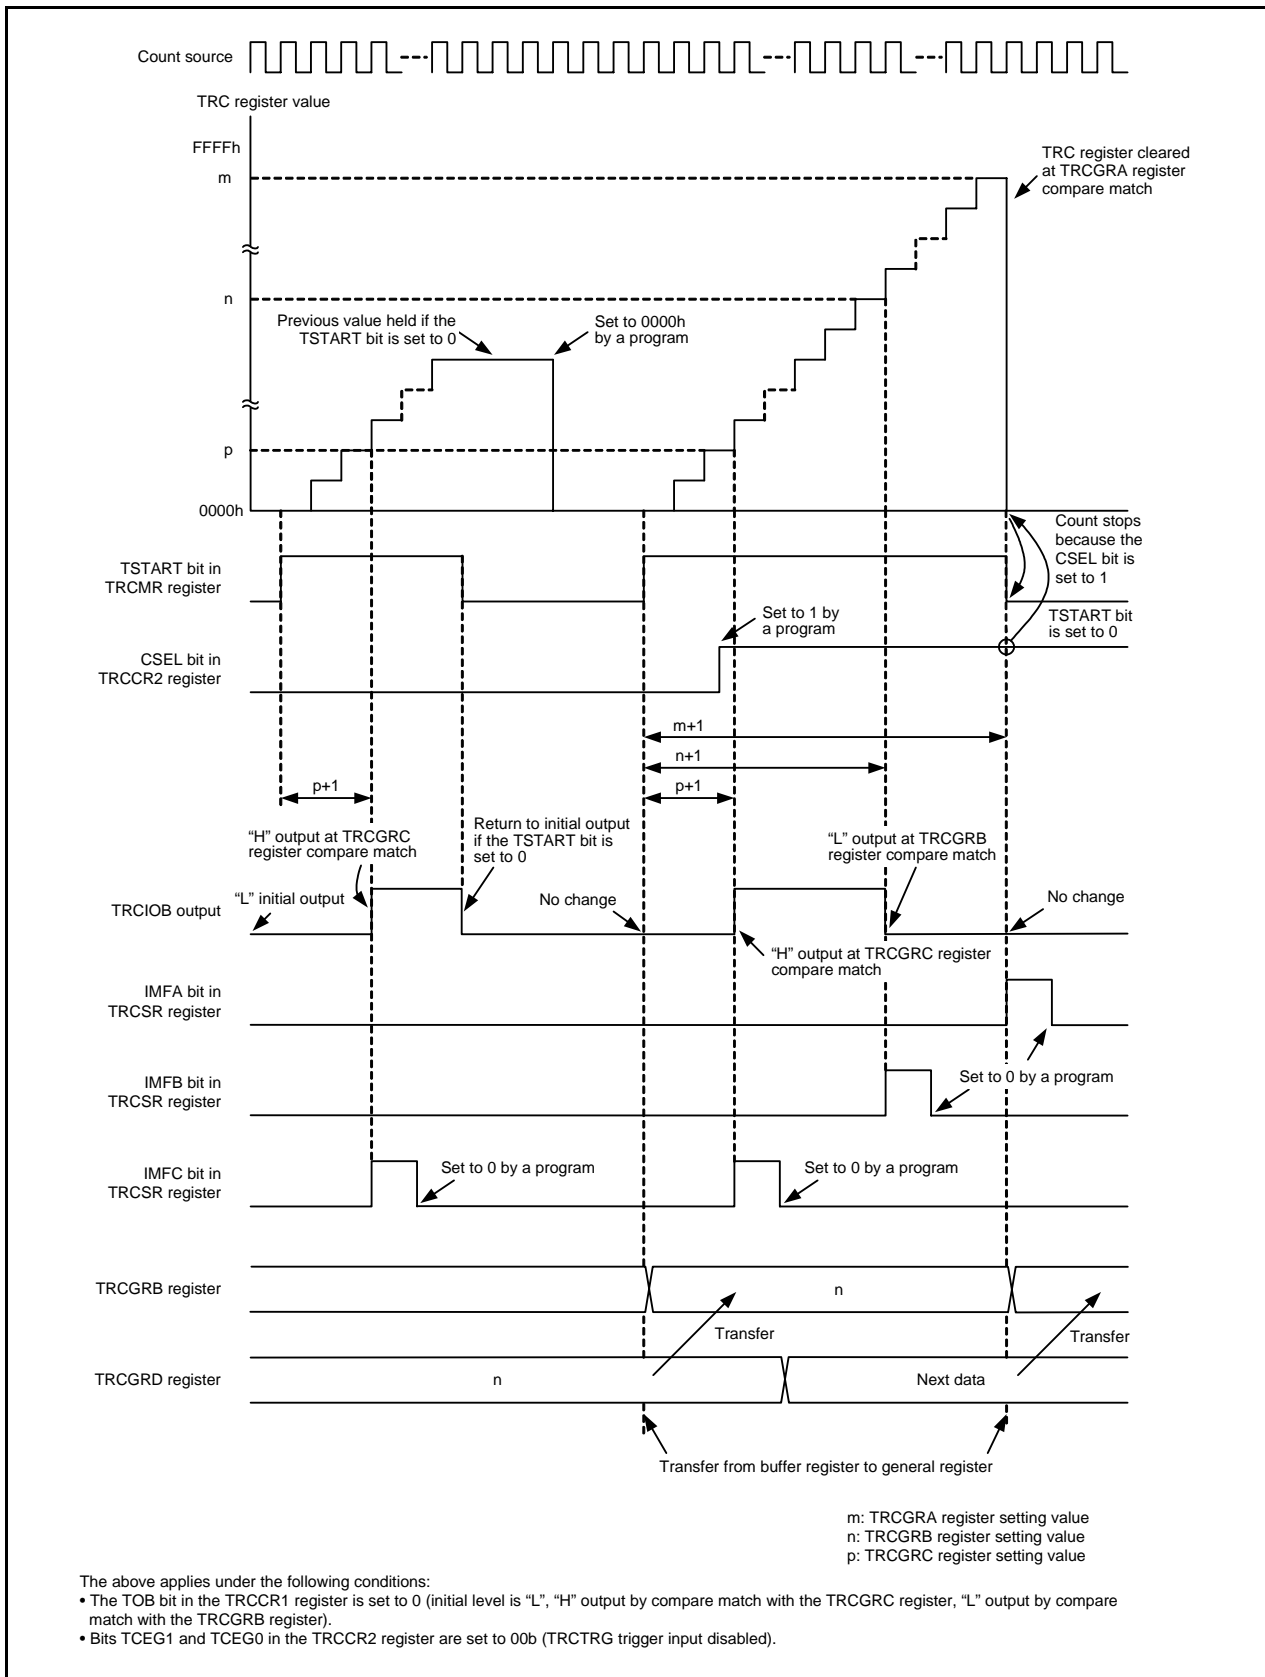 Count source
TRC register value
FFFFh
m
TRC register cleared
at TRCGRA register
compare match
n
Previous value held if the
TSTART bit is set to 0
Set to 0000h
by a program
p
0000h
Count stops
because the
CSEL bit is
set to 1
TSTART bit in
TRCMR register
Set to 1 by
a program
TSTART bit
is set to 0
CSEL bit in
TRCCR2 register
m+1
n+1
p+1
p+1
“H” output at TRCGRC
register compare match
Return to initial output
if the TSTART bit is
set to 0
“L” output at TRCGRB
register compare match
“L” initial output
No change
No change
TRCIOB output
“H” output at TRCGRC register
compare match
IMFA bit in
TRCSR register
IMFB bit in
TRCSR register
Set to 0 by a program
IMFC bit in
TRCSR register
Set to 0 by a program
Set to 0 by a program
TRCGRB register
n
Transfer
Transfer
TRCGRD register
n
Next data
Transfer from buffer register to general register
m: TRCGRA register setting value
n: TRCGRB register setting value
p: TRCGRC register setting value
The above applies under the following conditions:
• The TOB bit in the TRCCR1 register is set to 0 (initial level is “L”, “H” output by compare match with the TRCGRC register, “L” output by compare
match with the TRCGRB register).
• Bits TCEG1 and TCEG0 in the TRCCR2 register are set to 00b (TRCTRG trigger input disabled).